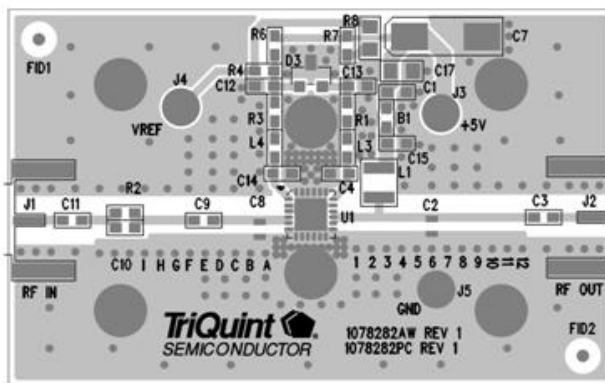 R8
R6
R7
C7
FID1
D3
J4
R4
C13
C17
C12
C1
J3
VREF
R3
R1
B1
+5V
L4
L3
C15
C14
C4
L1
J1
C11
R2
C9
C8
U1
C2
C3
J2
C10 I H G F E D C B A
1 2 3 4 5 6 7 8 9 10 11 12
RF IN
J5
RF OUT
GND
TriQuint
SEMICONDUCTOR
1078282AW REV 1
1078282PC REV 1
FID2